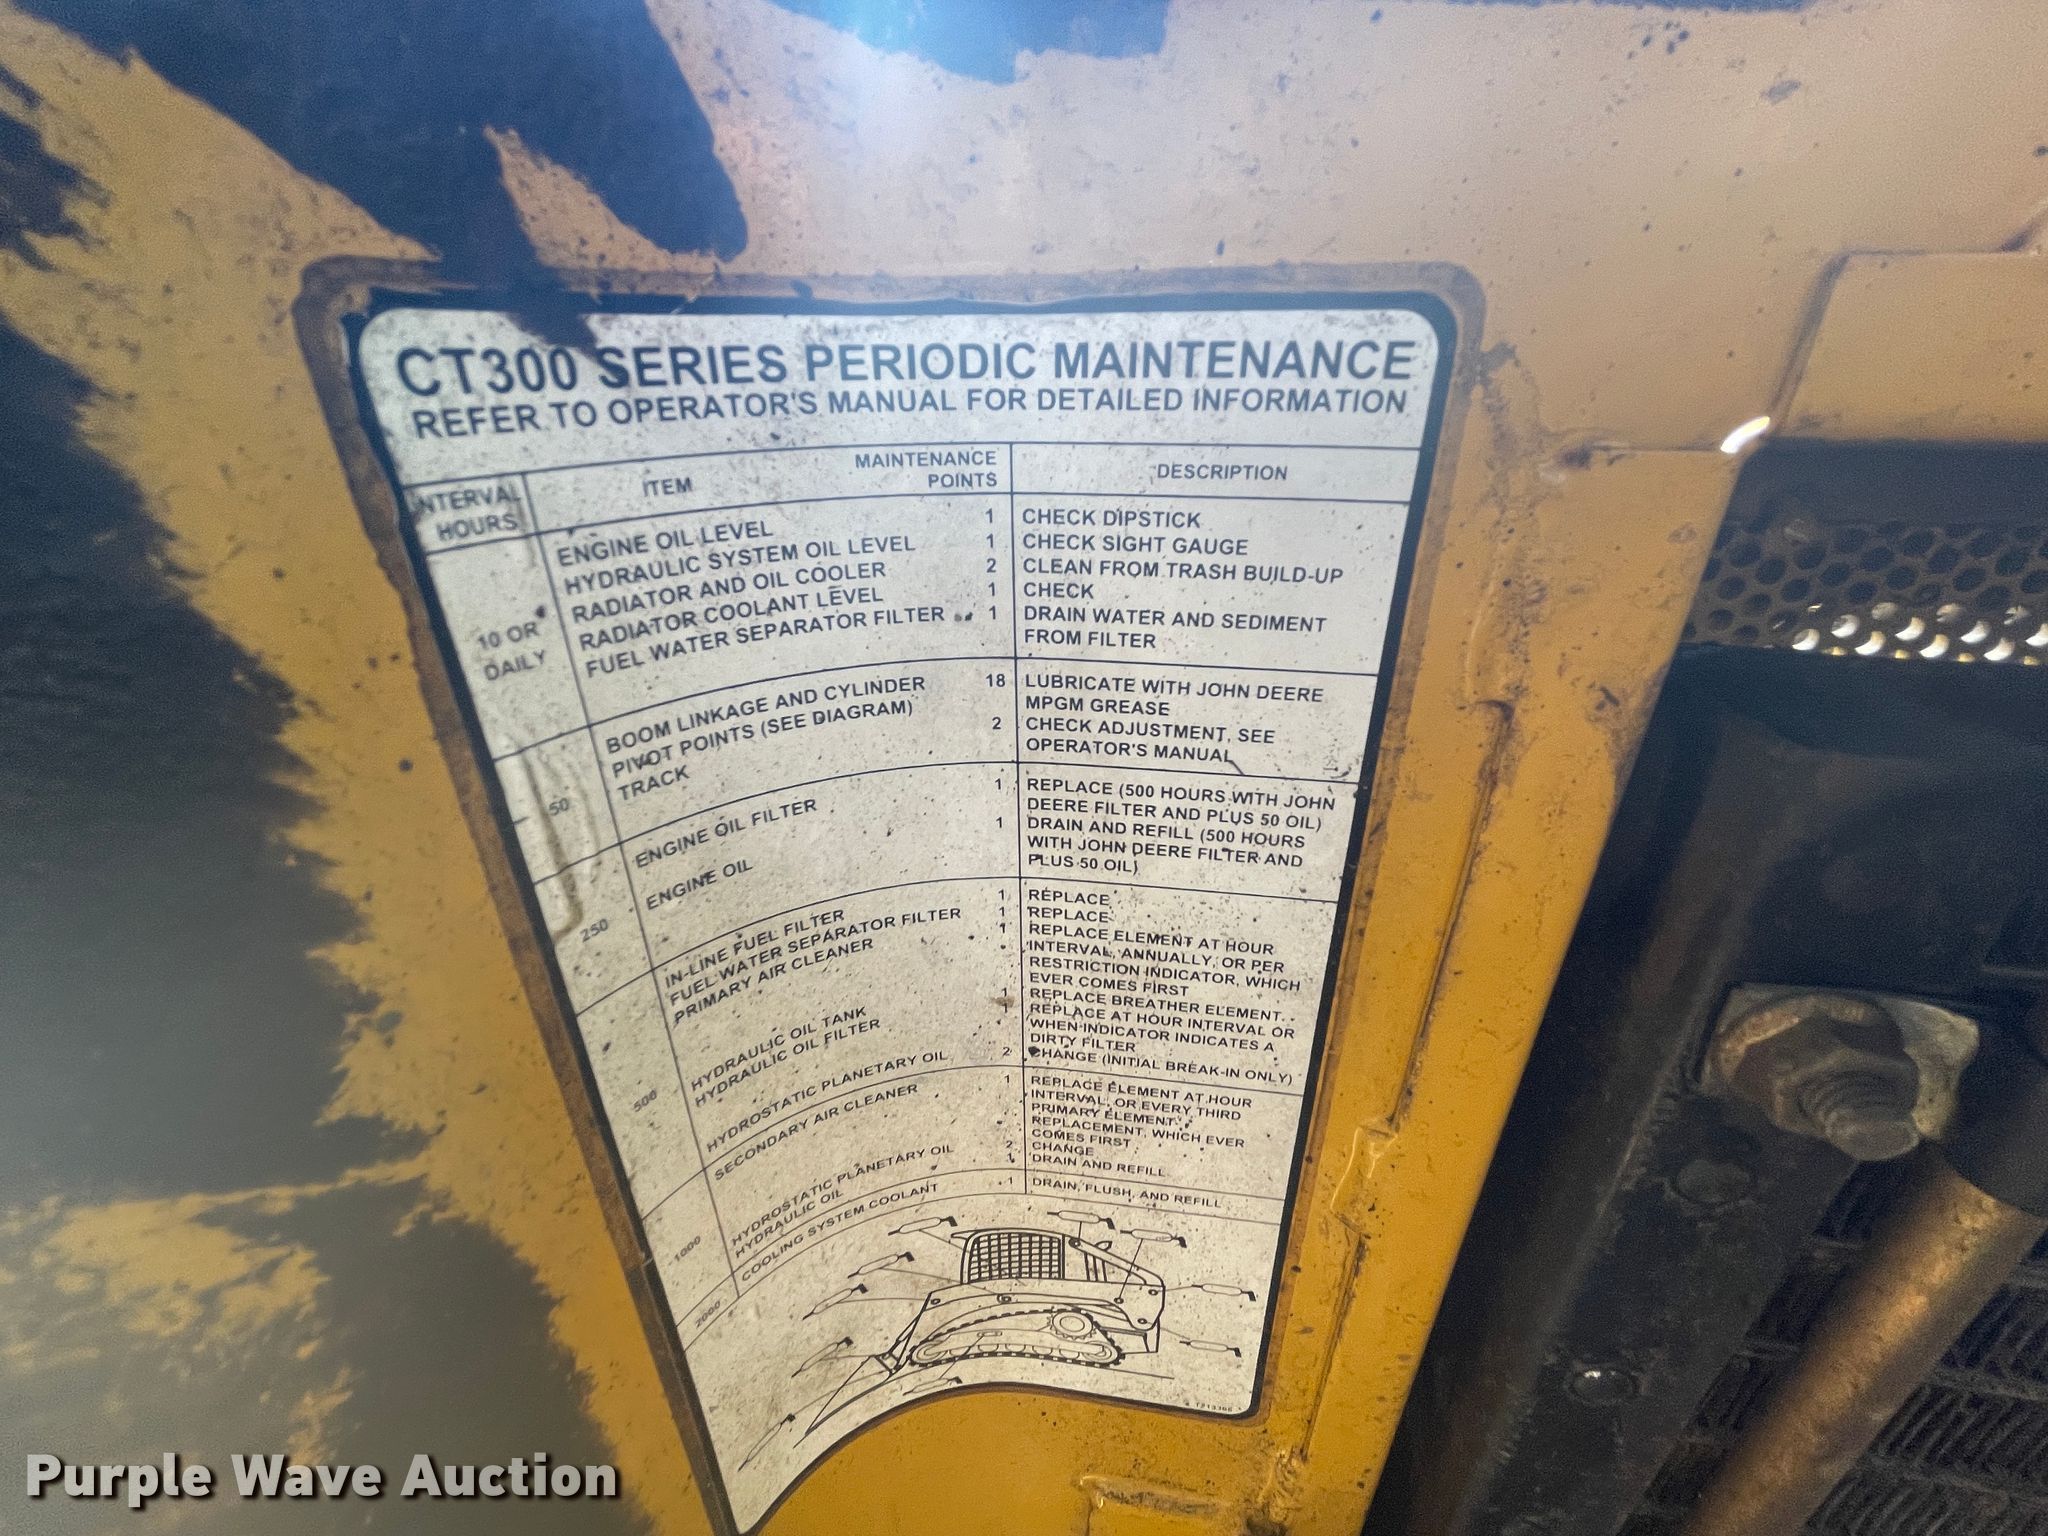 CT300 SERIES PERIODIC MAINTENANCE
REFER TO OPERATOR'S MANUAL FOR DETAILED INFORMATION
INTERVAL HOURS ITEM MAINTENANCE POINTS DESCRIPTION
10 OR DAILY
ENGINE OIL LEVEL 1 CHECK DIPSTICK
HYDRAULIC SYSTEM OIL LEVEL 1 CHECK SIGHT GAUGE
RADIATOR AND OIL COOLER 2 CLEAN FROM TRASH BUILD-UP
RADIATOR COOLANT LEVEL 1 CHECK
FUEL WATER SEPARATOR FILTER 1 DRAIN WATER AND SEDIMENT
FROM FILTER
50
BOOM LINKAGE AND CYLINDER 18 LUBRICATE WITH JOHN DEERE
PIVOT POINTS (SEE DIAGRAM) MPGM GREASE
TRACK 2 CHECK ADJUSTMENT, SEE
OPERATOR'S MANUAL
250
ENGINE OIL FILTER 1 REPLACE (500 HOURS WITH JOHN
DEERE FILTER AND PLUS 50 OIL)
ENGINE OIL 1 DRAIN AND REFILL (500 HOURS
WITH JOHN DEERE FILTER AND
PLUS 50 OIL)
500
IN-LINE FUEL FILTER 1 REPLACE
FUEL WATER SEPARATOR FILTER 1 REPLACE
PRIMARY AIR CLEANER 1 REPLACE ELEMENT AT HOUR
INTERVAL, ANNUALLY, OR PER
RESTRICTION INDICATOR, WHICH
EVER COMES FIRST
HYDRAULIC OIL TANK 1 REPLACE BREATHER ELEMENT
HYDRAULIC OIL FILTER 1 REPLACE AT HOUR INTERVAL OR
WHEN INDICATOR INDICATES A
DIRTY FILTER
HYDROSTATIC PLANETARY OIL 2 CHANGE (INITIAL BREAK-IN ONLY)
1000
SECONDARY AIR CLEANER 1 REPLACE ELEMENT AT HOUR
INTERVAL, OR EVERY THIRD
PRIMARY ELEMENT
REPLACEMENT, WHICH EVER
COMES FIRST
HYDROSTATIC PLANETARY OIL 2 CHANGE
HYDRAULIC OIL 1 DRAIN AND REFILL
2000
COOLING SYSTEM COOLANT 1 DRAIN, FLUSH, AND REFILL
Purple Wave Auction